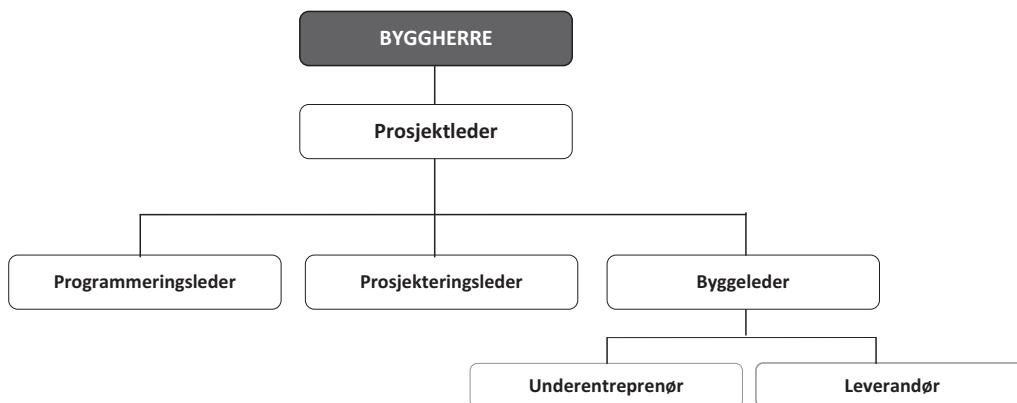 BYGGHERRE
Prosjektleder
Programmeringsleder
Prosjekteringsleder
Byggeleder
Underentreprenør
Leverandør